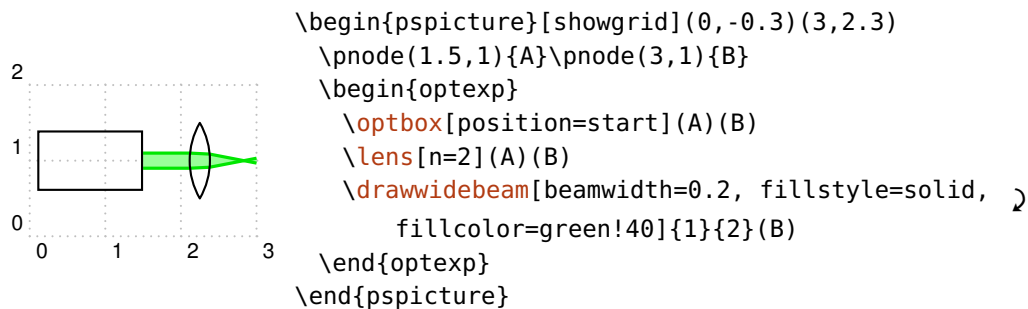 \begin{pspicture}[showgrid](0,-0.3)(3,2.3)
\pnode(1.5,1){A}\pnode(3,1){B}
\begin{optexp}
\optbox[position=start](A)(B)
\lens[n=2](A)(B)
\drawwidebeam[beamwidth=0.2, fillstyle=solid,
fillcolor=green!40]{1}{2}(B)
\end{optexp}
\end{pspicture}
2
1
0
0 1 2 3